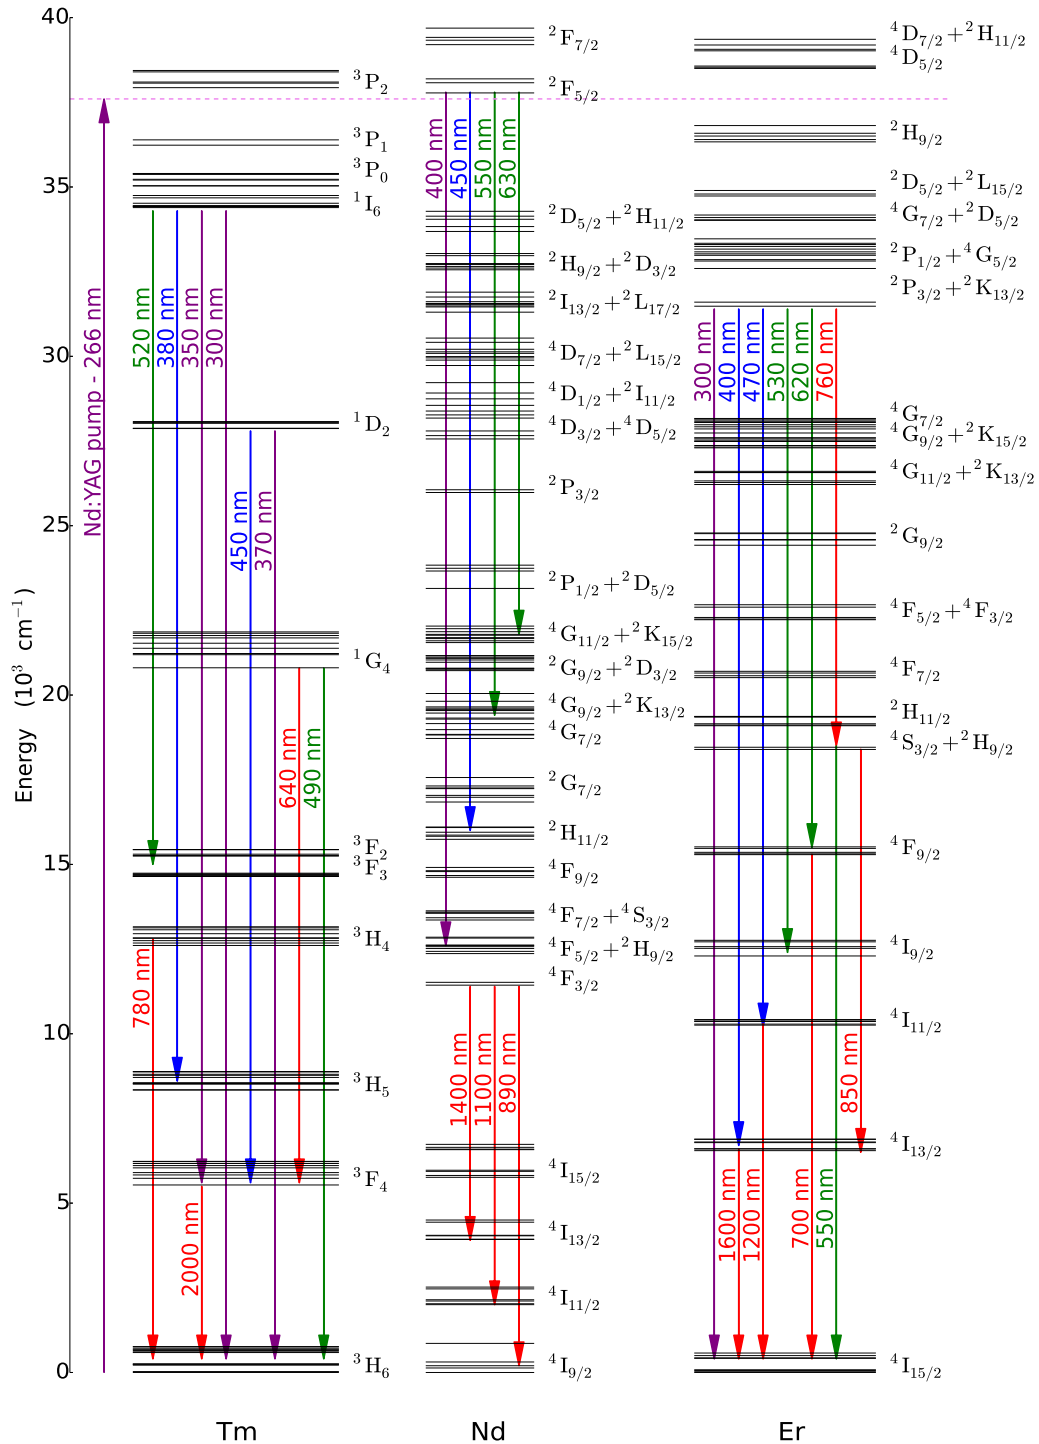 40
35
30
25
20
15
10
5
0
Energy (10³ cm⁻¹)
Nd:YAG pump - 266 nm
³P₂
³P₁
³P₀
¹I₆
¹D₂
¹G₄
³F₂
³F₃
³H₄
³H₅
³F₄
³H₆
520 nm
380 nm
350 nm
300 nm
450 nm
370 nm
640 nm
490 nm
780 nm
2000 nm
Tm
²F₇/₂
²F₅/₂
²D₅/₂+²H₁₁/₂
²H₉/₂+²D₃/₂
²I₁₃/₂+²L₁₇/₂
⁴D₇/₂+²L₁₅/₂
⁴D₁/₂+²I₁₁/₂
⁴D₃/₂+⁴D₅/₂
²P₃/₂
²P₁/₂+²D₅/₂
⁴G₁₁/₂+²K₁₅/₂
²G₉/₂+²D₃/₂
⁴G₉/₂+²K₁₃/₂
⁴G₇/₂
²G₇/₂
²H₁₁/₂
⁴F₉/₂
⁴F₇/₂+⁴S₃/₂
⁴F₅/₂+²H₉/₂
⁴F₃/₂
⁴I₁₅/₂
⁴I₁₃/₂
⁴I₁₁/₂
⁴I₉/₂
400 nm
450 nm
550 nm
630 nm
1400 nm
1100 nm
890 nm
Nd
⁴D₇/₂+²H₁₁/₂
⁴D₅/₂
²H₉/₂
²D₅/₂+²L₁₅/₂
⁴G₇/₂+²D₅/₂
²P₁/₂+⁴G₅/₂
²P₃/₂+²K₁₃/₂
⁴G₇/₂
⁴G₉/₂+²K₁₅/₂
⁴G₁₁/₂+²K₁₃/₂
²G₉/₂
⁴F₅/₂+⁴F₃/₂
⁴F₇/₂
²H₁₁/₂
⁴S₃/₂+²H₉/₂
⁴F₉/₂
⁴I₉/₂
⁴I₁₁/₂
⁴I₁₃/₂
⁴I₁₅/₂
300 nm
400 nm
470 nm
530 nm
620 nm
760 nm
850 nm
1600 nm
1200 nm
700 nm
550 nm
Er